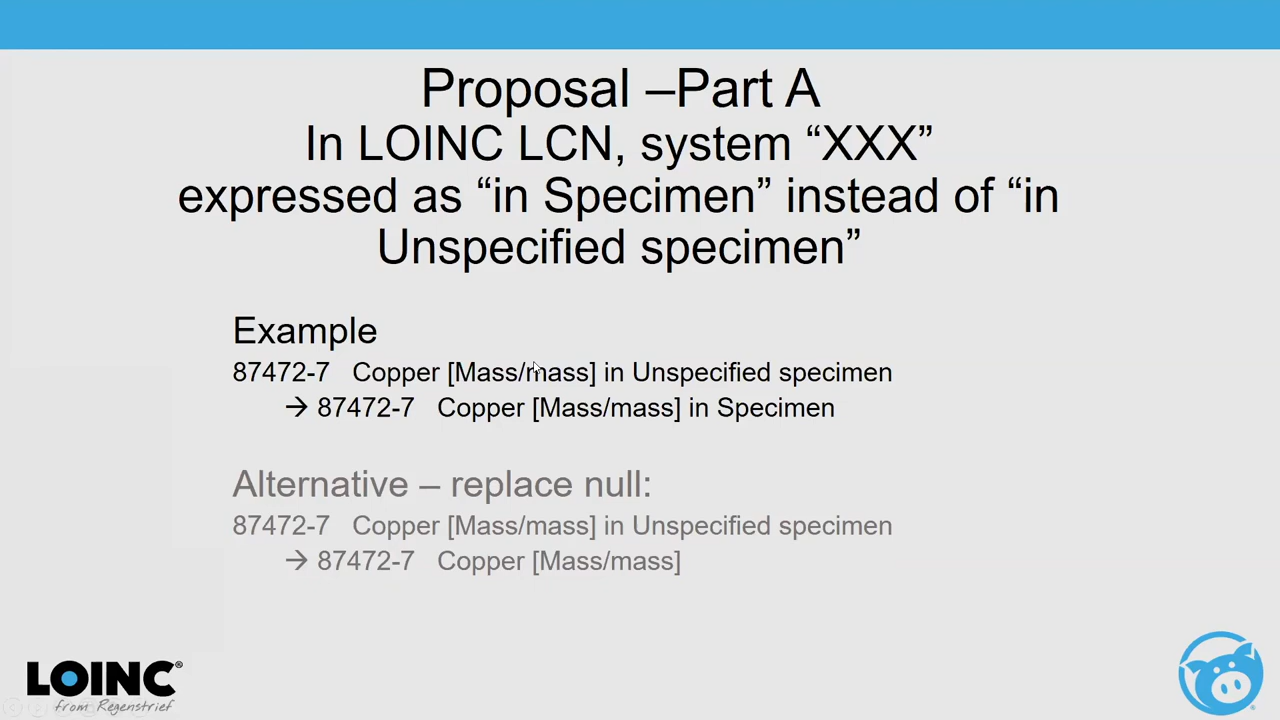 Proposal –Part A
In LOINC LCN, system “XXX”
expressed as “in Specimen” instead of “in
Unspecified specimen”
Example
87472-7 Copper [Mass/mass] in Unspecified specimen
→ 87472-7 Copper [Mass/mass] in Specimen
Alternative – replace null:
87472-7 Copper [Mass/mass] in Unspecified specimen
→ 87472-7 Copper [Mass/mass]
LOINC®
from Regenstrief